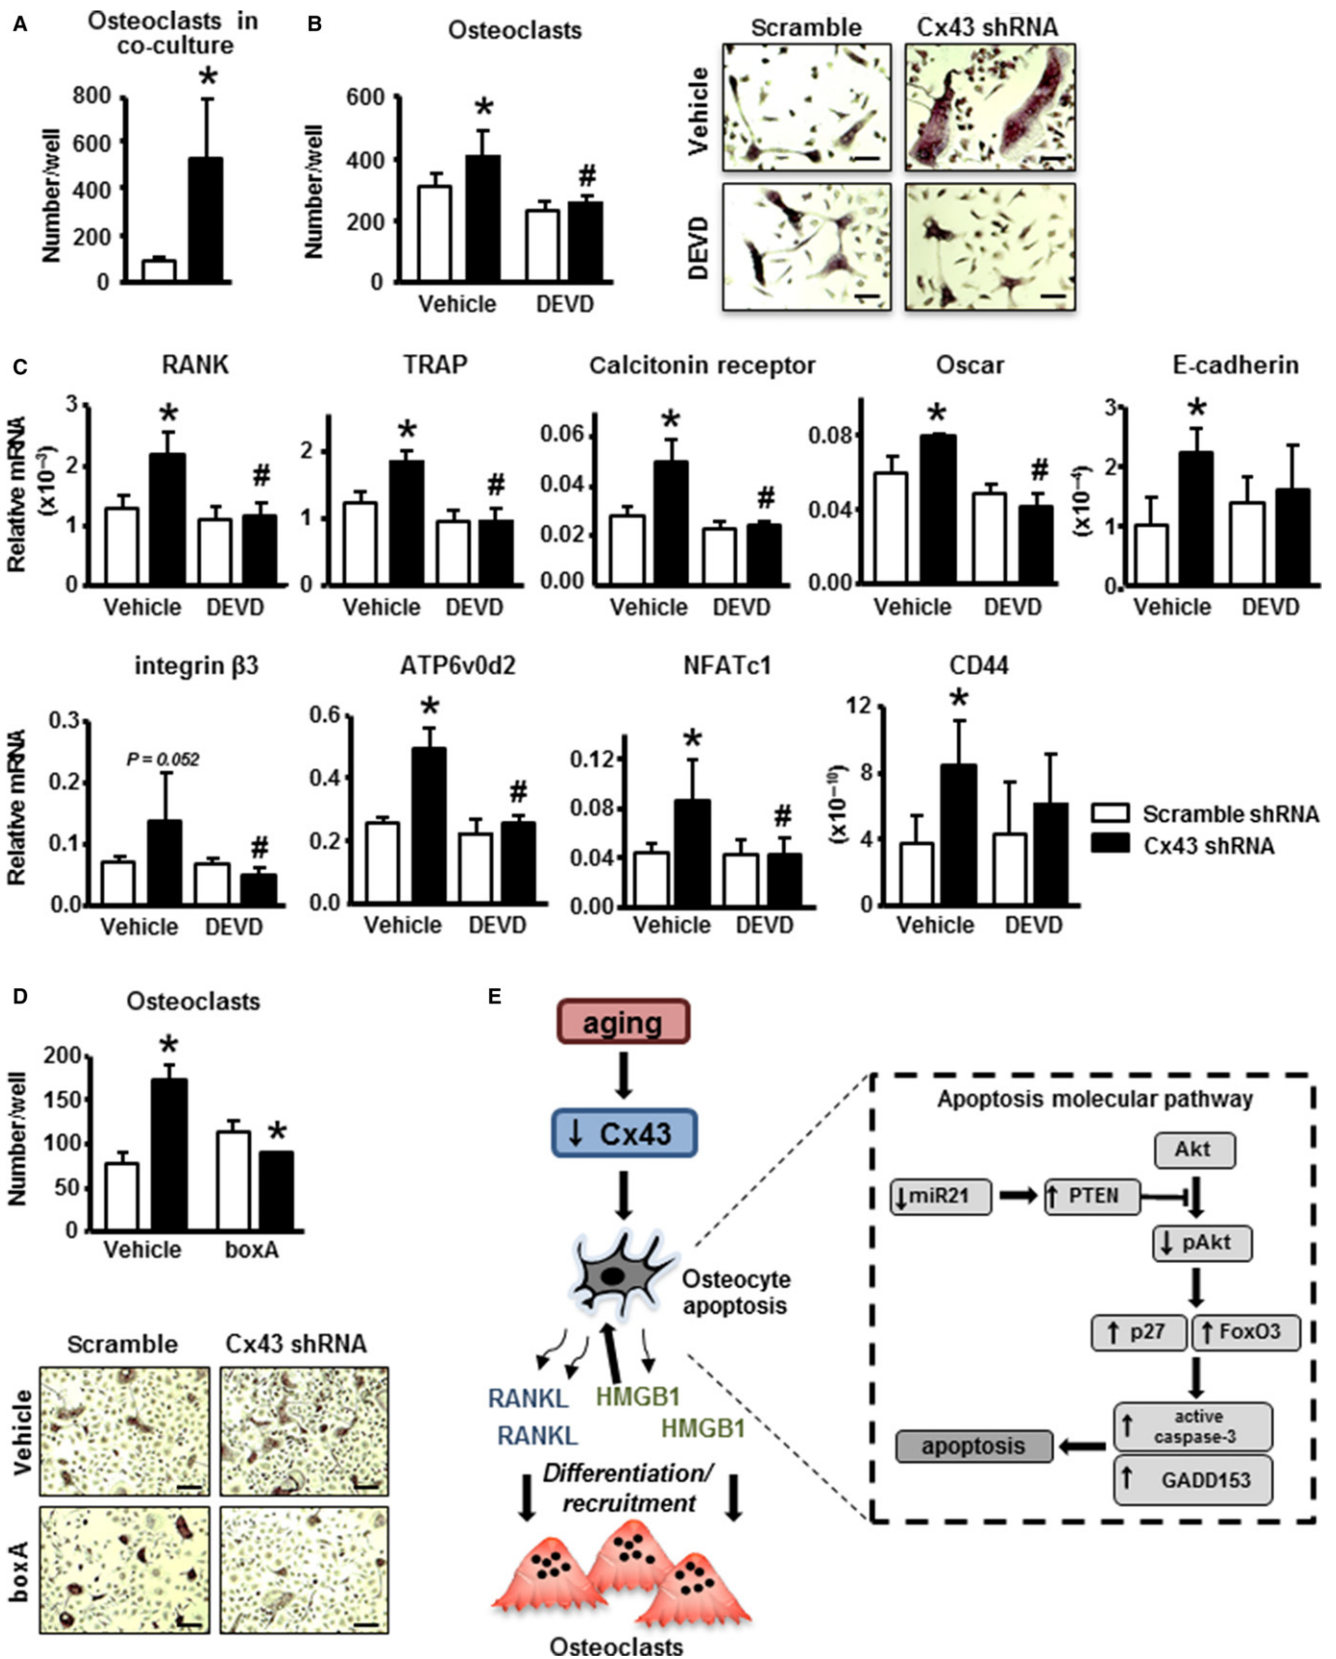 A
Osteoclasts in
co-culture
Number/well
800
600
400
200
0
*
B
Osteoclasts
Number/well
600
400
200
0
*
#
Vehicle
DEVD
Scramble
Cx43 shRNA
Vehicle
DEVD
C
RANK
Relative mRNA
(x10⁻³)
3
2
1
0
*
#
Vehicle
DEVD
TRAP
2
1
0
*
#
Vehicle
DEVD
Calcitonin receptor
0.06
0.04
0.02
0.00
*
#
Vehicle
DEVD
Oscar
0.08
0.04
0.00
*
#
Vehicle
DEVD
E-cadherin
(x10⁻⁴)
3
2
1
0
*
Vehicle
DEVD
integrin β3
Relative mRNA
0.3
0.2
0.1
0.0
P = 0.052
#
Vehicle
DEVD
ATP6v0d2
0.6
0.4
0.2
0.0
*
#
Vehicle
DEVD
NFATc1
0.12
0.08
0.04
0.00
*
#
Vehicle
DEVD
CD44
(x10⁻¹⁰)
12
8
4
0
*
Vehicle
DEVD
Scramble shRNA
Cx43 shRNA
D
Osteoclasts
Number/well
200
150
100
50
0
*
*
Vehicle
boxA
Scramble
Cx43 shRNA
Vehicle
boxA
E
aging
↓ Cx43
Osteocyte
apoptosis
RANKL
HMGB1
RANKL
HMGB1
Differentiation/
recruitment
Osteoclasts
Apoptosis molecular pathway
Akt
↓miR21
↑ PTEN
↓ pAkt
↑ p27
↑ FoxO3
↑ active
caspase-3
↑ GADD153
apoptosis